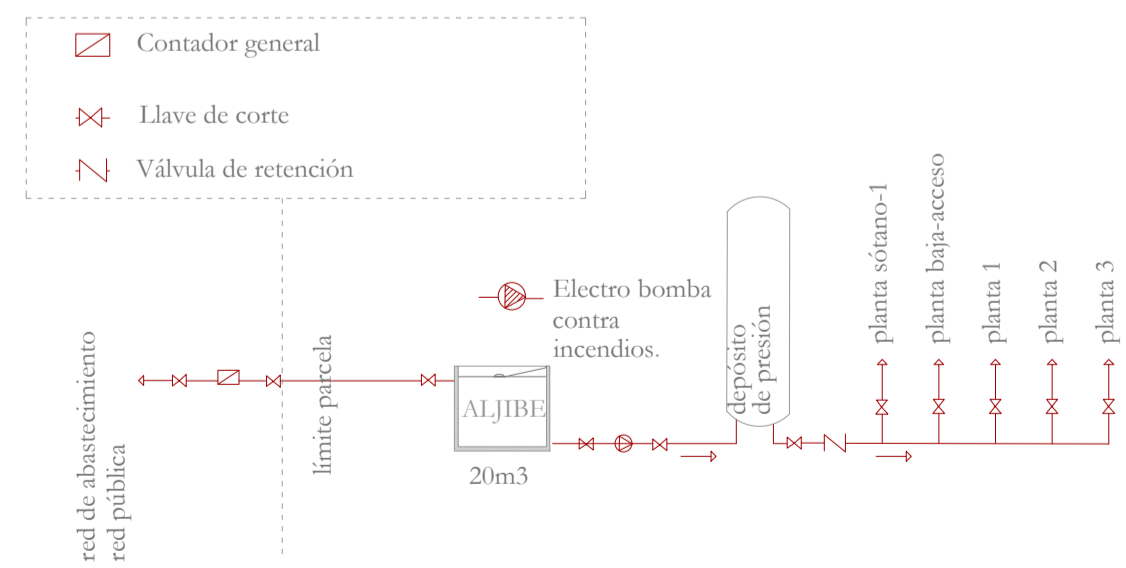 Contador general
Llave de corte
Válvula de retención
Electro bomba
contra
incendios.
red de abastecimiento
red pública
límite parcela
ALJIBE
20m3
depósito
de presión
planta sótano-1
planta baja-acceso
planta 1
planta 2
planta 3